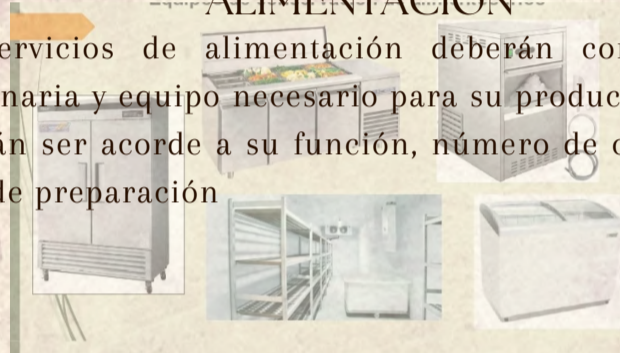 ALIMENTACIÓN
ervicios de alimentación deberán co
naria y equipo necesario para su produc
án ser acorde a su función, número de c
de preparación